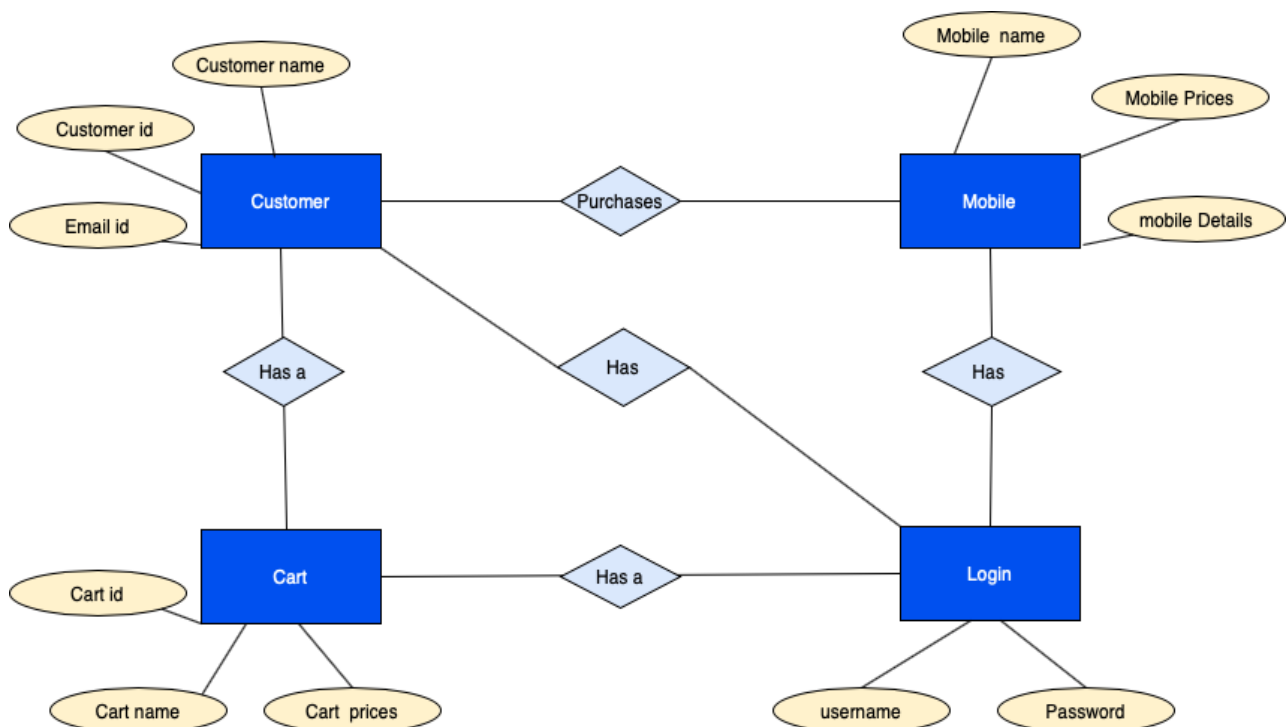 Mobile name
Customer name
Mobile Prices
Customer id
Customer
Purchases
Mobile
Email id
mobile Details
Has a
Has
Has
Cart
Has a
Login
Cart id
Cart name
Cart prices
username
Password